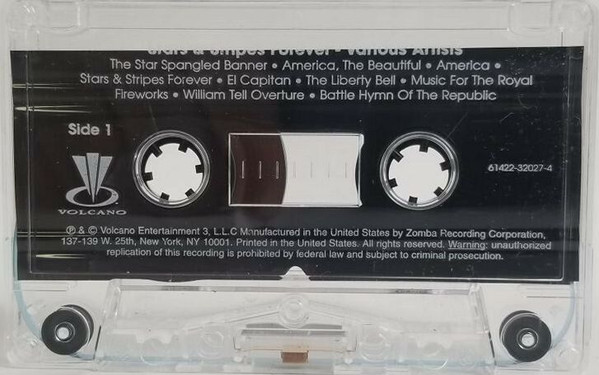 Stars & Stripes Forever - Various Artists
The Star Spangled Banner • America, The Beautiful • America •
Stars & Stripes Forever • El Capitan • The Liberty Bell • Music For The Royal
Fireworks • William Tell Overture • Battle Hymn Of The Republic
Side 1
61422-32027-4
VOLCANO
℗ & © Volcano Entertainment 3, L.L.C Manufactured in the United States by Zomba Recording Corporation,
137-139 W. 25th, New York, NY 10001. Printed in the United States. All rights reserved. Warning: unauthorized
replication of this recording is prohibited by federal law and subject to criminal prosecution.